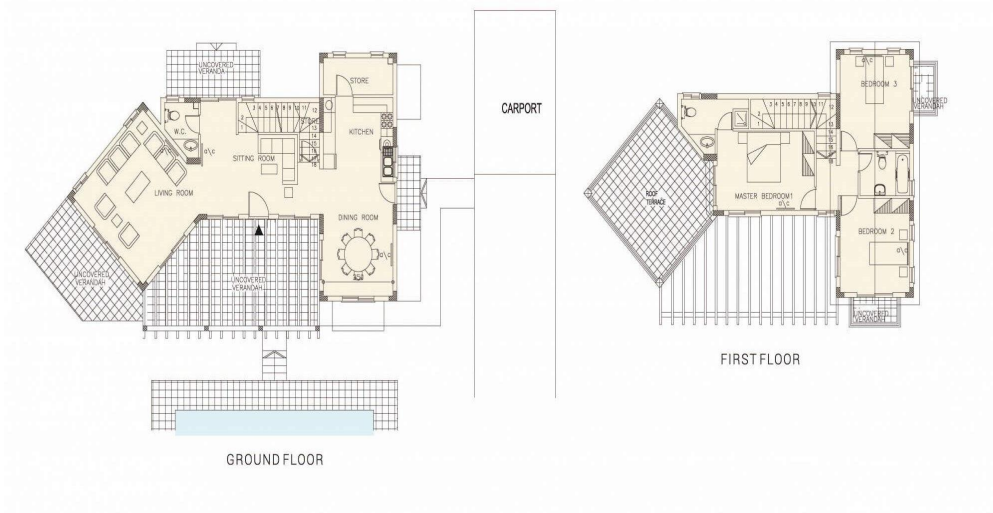 UNCOVERED
VERANDA
STORE
W.C.
STORE
KITCHEN
SITTING ROOM
LIVING ROOM
DINING ROOM
UNCOVERED
VERANDAH
UNCOVERED
VERANDAH
GROUND FLOOR
CARPORT
BEDROOM 3
UNCOVERED
VERANDAH
ROOF
TERRACE
MASTER BEDROOM1
BEDROOM 2
UNCOVERED
VERANDAH
FIRST FLOOR